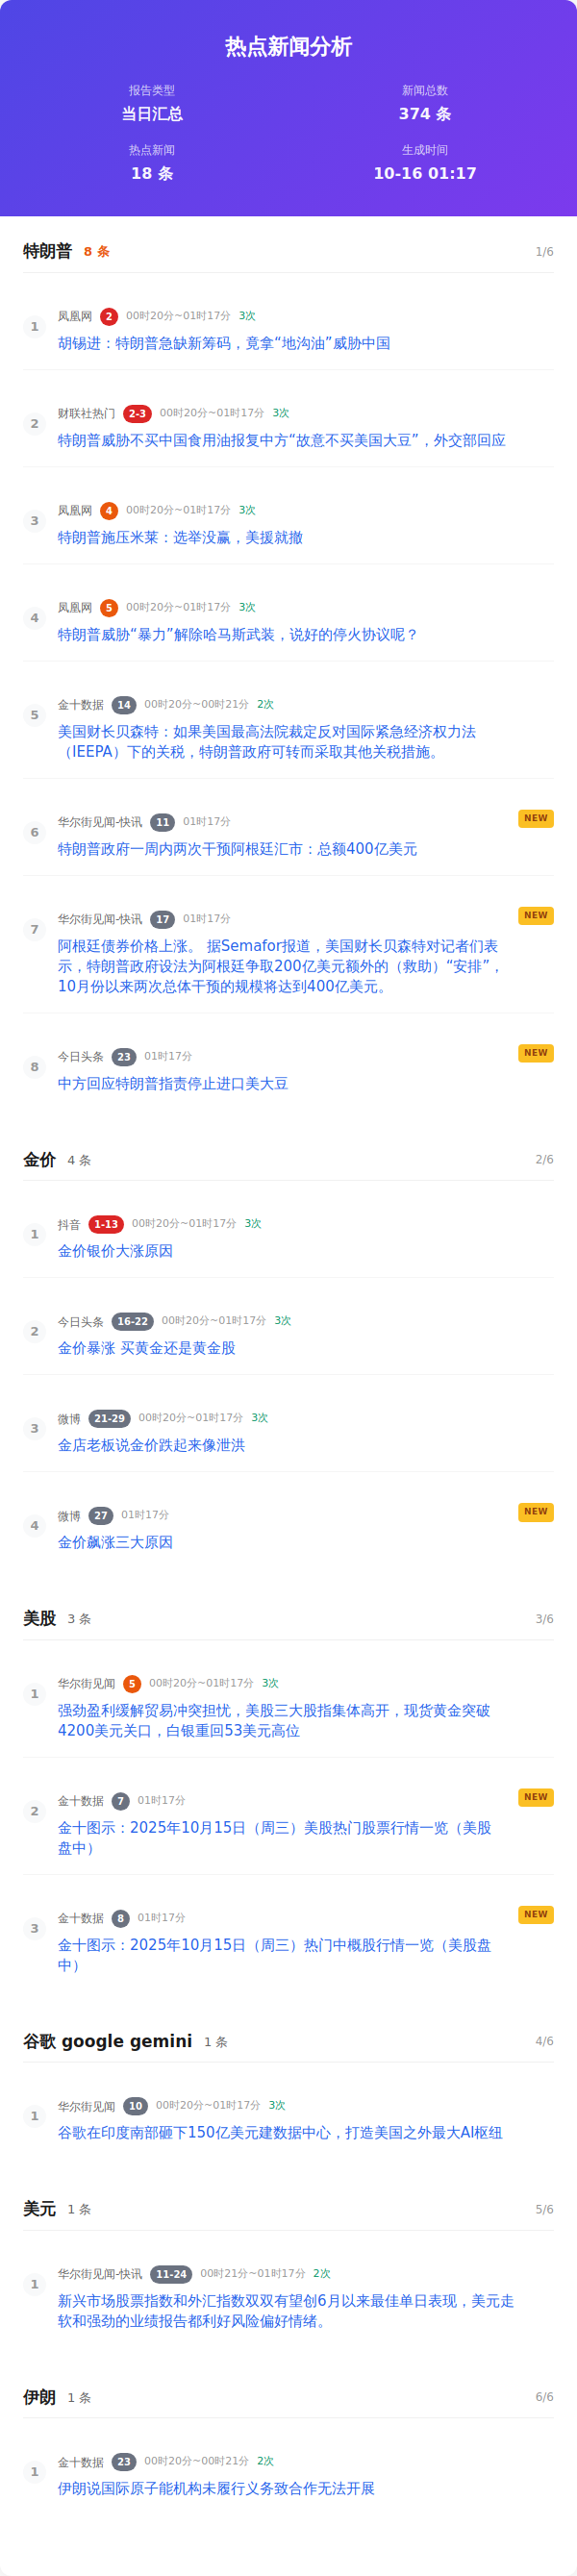 热点新闻分析
报告类型
当日汇总
新闻总数
374 条
热点新闻
18 条
生成时间
10-16 01:17
特朗普 8 条 1/6
1
凤凰网 2 00时20分~01时17分 3次
胡锡进：特朗普急缺新筹码，竟拿“地沟油”威胁中国
2
财联社热门 2-3 00时20分~01时17分 3次
特朗普威胁不买中国食用油报复中方“故意不买美国大豆”，外交部回应
3
凤凰网 4 00时20分~01时17分 3次
特朗普施压米莱：选举没赢，美援就撤
4
凤凰网 5 00时20分~01时17分 3次
特朗普威胁“暴力”解除哈马斯武装，说好的停火协议呢？
5
金十数据 14 00时20分~00时21分 2次
美国财长贝森特：如果美国最高法院裁定反对国际紧急经济权力法
（IEEPA）下的关税，特朗普政府可转而采取其他关税措施。
6
华尔街见闻-快讯 11 01时17分 NEW
特朗普政府一周内两次干预阿根廷汇市：总额400亿美元
7
华尔街见闻-快讯 17 01时17分 NEW
阿根廷债券价格上涨。 据Semafor报道，美国财长贝森特对记者们表
示，特朗普政府设法为阿根廷争取200亿美元额外的（救助）“安排”，
10月份以来两次总体干预的规模将达到400亿美元。
8
今日头条 23 01时17分 NEW
中方回应特朗普指责停止进口美大豆
金价 4 条 2/6
1
抖音 1-13 00时20分~01时17分 3次
金价银价大涨原因
2
今日头条 16-22 00时20分~01时17分 3次
金价暴涨 买黄金还是黄金股
3
微博 21-29 00时20分~01时17分 3次
金店老板说金价跌起来像泄洪
4
微博 27 01时17分 NEW
金价飙涨三大原因
美股 3 条 3/6
1
华尔街见闻 5 00时20分~01时17分 3次
强劲盈利缓解贸易冲突担忧，美股三大股指集体高开，现货黄金突破
4200美元关口，白银重回53美元高位
2
金十数据 7 01时17分 NEW
金十图示：2025年10月15日（周三）美股热门股票行情一览（美股
盘中）
3
金十数据 8 01时17分 NEW
金十图示：2025年10月15日（周三）热门中概股行情一览（美股盘
中）
谷歌 google gemini 1 条 4/6
1
华尔街见闻 10 00时20分~01时17分 3次
谷歌在印度南部砸下150亿美元建数据中心，打造美国之外最大AI枢纽
美元 1 条 5/6
1
华尔街见闻-快讯 11-24 00时21分~01时17分 2次
新兴市场股票指数和外汇指数双双有望创6月以来最佳单日表现，美元走
软和强劲的业绩报告都利好风险偏好情绪。
伊朗 1 条 6/6
1
金十数据 23 00时20分~00时21分 2次
伊朗说国际原子能机构未履行义务致合作无法开展